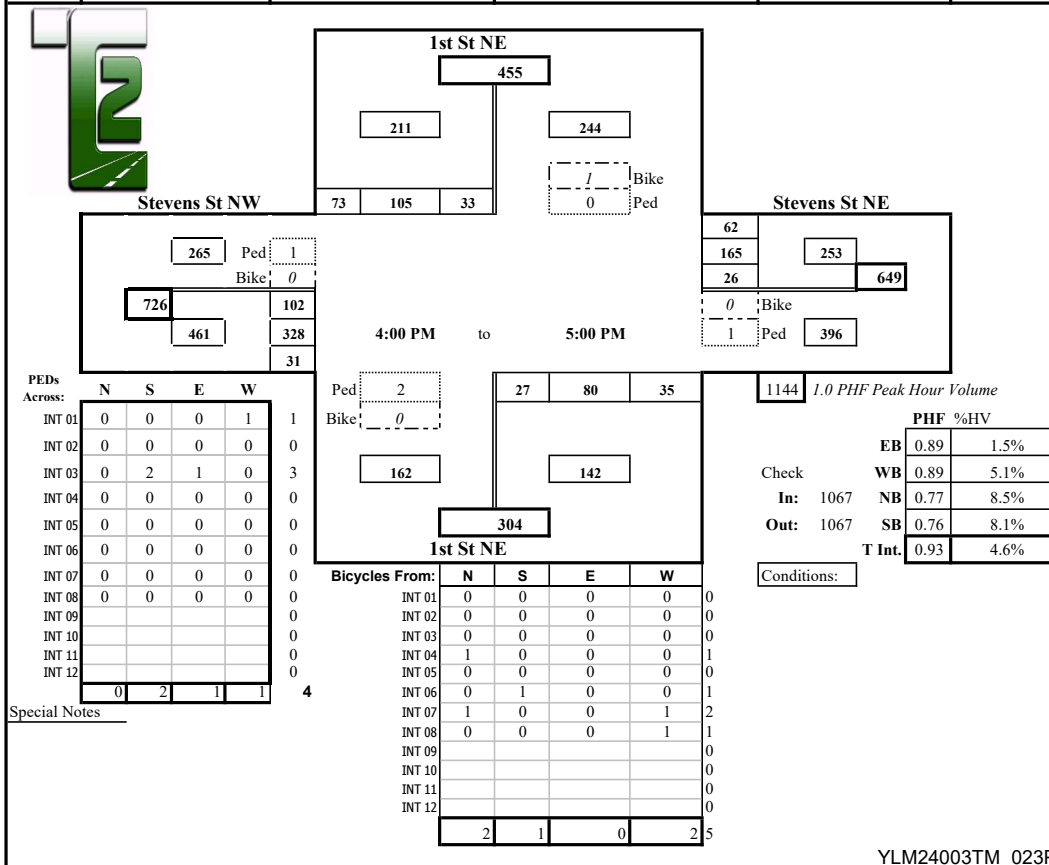 T2
1st St NE
455
211 244
1 Bike
Stevens St NW 73 105 33 0 Ped Stevens St NE
62
265 Ped 1 165 253
Bike 0 26 649
726 102 0 Bike
461 328 4:00 PM to 5:00 PM 1 Ped 396
31
PEDs
Across: N S E W Ped 2 27 80 35 1144 1.0 PHF Peak Hour Volume
INT 01 0 0 0 1 1 Bike 0 PHF %HV
INT 02 0 0 0 0 0 EB 0.89 1.5%
INT 03 0 2 1 0 3 162 142 Check WB 0.89 5.1%
INT 04 0 0 0 0 0 In: 1067 NB 0.77 8.5%
INT 05 0 0 0 0 0 304 Out: 1067 SB 0.76 8.1%
INT 06 0 0 0 0 0 1st St NE T Int. 0.93 4.6%
INT 07 0 0 0 0 0 Bicycles From: N S E W Conditions:
INT 08 0 0 0 0 0 INT 01 0 0 0 0 0
INT 09 0 INT 02 0 0 0 0 0
INT 10 0 INT 03 0 0 0 0 0
INT 11 0 INT 04 1 0 0 0 1
INT 12 0 INT 05 0 0 0 0 0
0 2 1 1 4 INT 06 0 1 0 0 1
Special Notes INT 07 1 0 0 1 2
INT 08 0 0 0 1 1
INT 09 0
INT 10 0
INT 11 0
INT 12 0
2 1 0 2 5
YLM24003TM_023